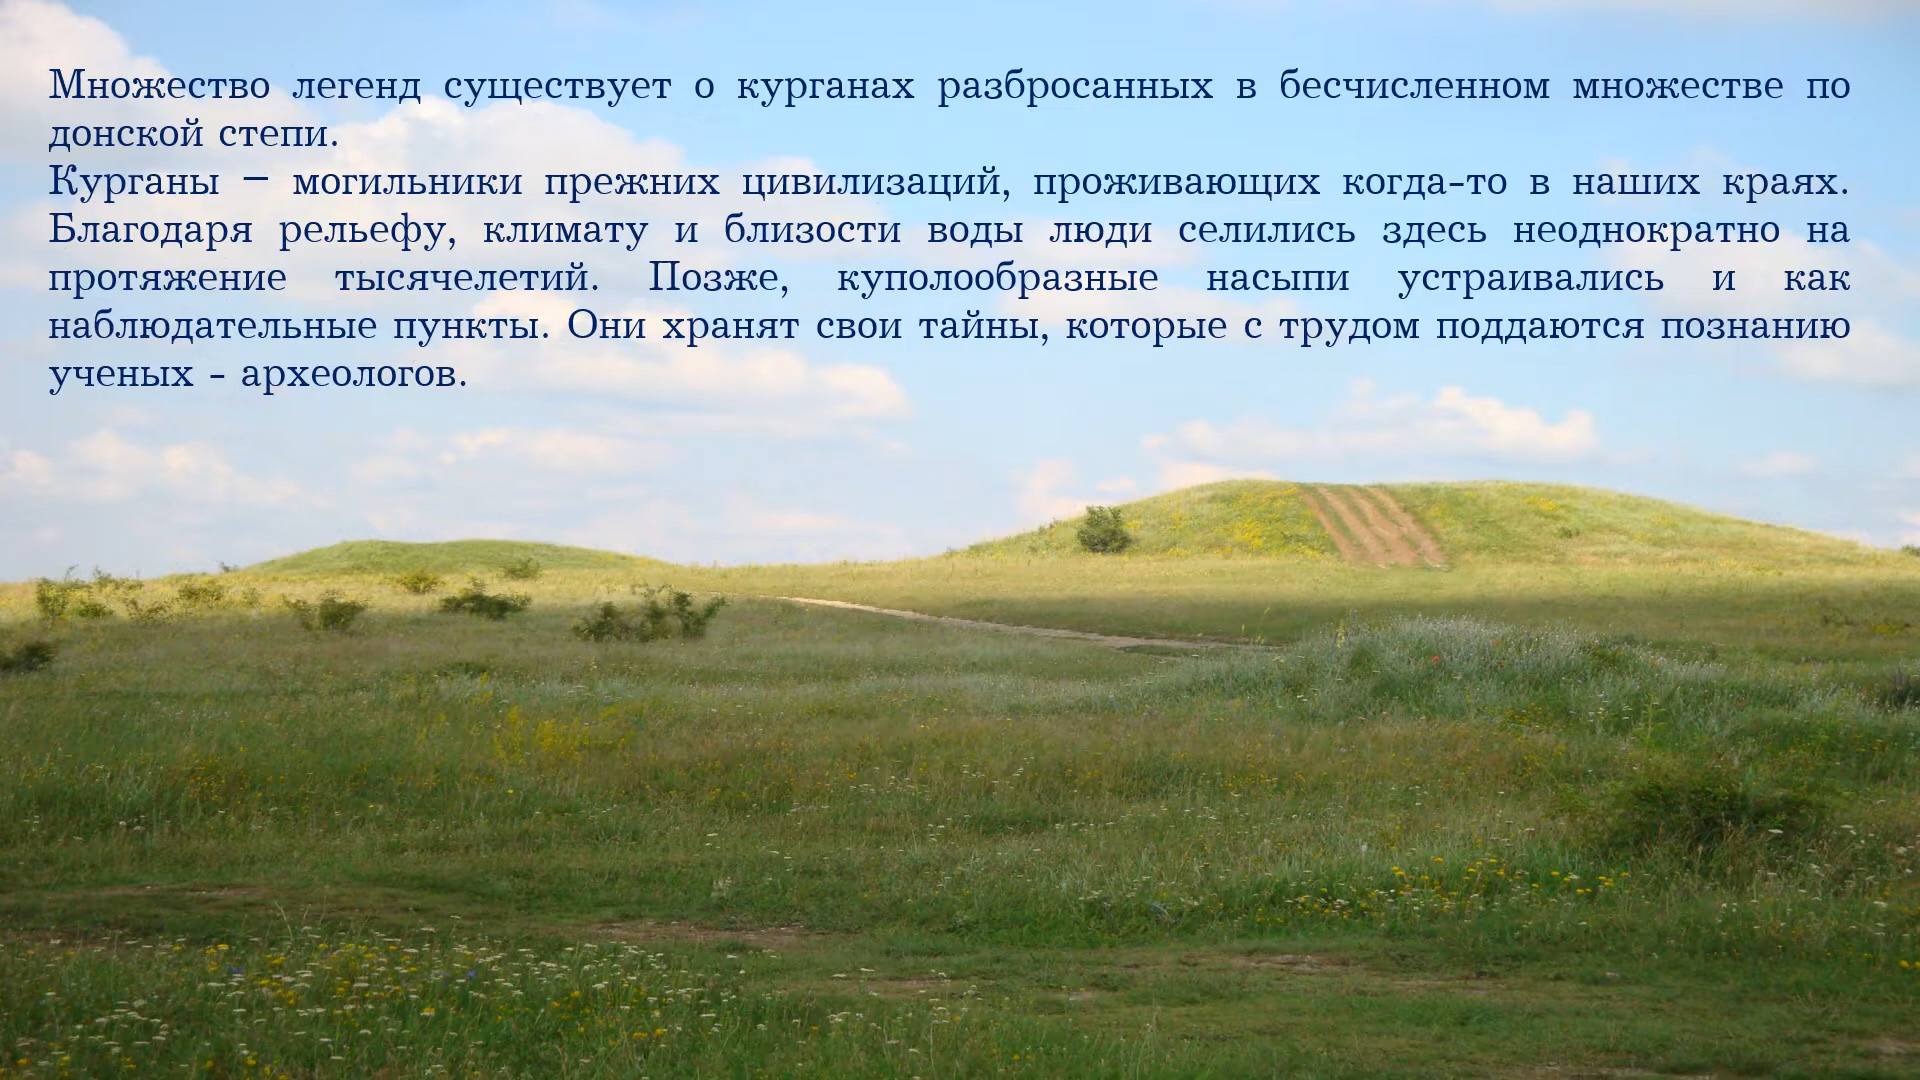 Множество легенд существует о курганах разбросанных в бесчисленном множестве по
донской степи.
Курганы – могильники прежних цивилизаций, проживающих когда-то в наших краях.
Благодаря рельефу, климату и близости воды люди селились здесь неоднократно на
протяжение тысячелетий. Позже, куполообразные насыпи устраивались и как
наблюдательные пункты. Они хранят свои тайны, которые с трудом поддаются познанию
ученых - археологов.